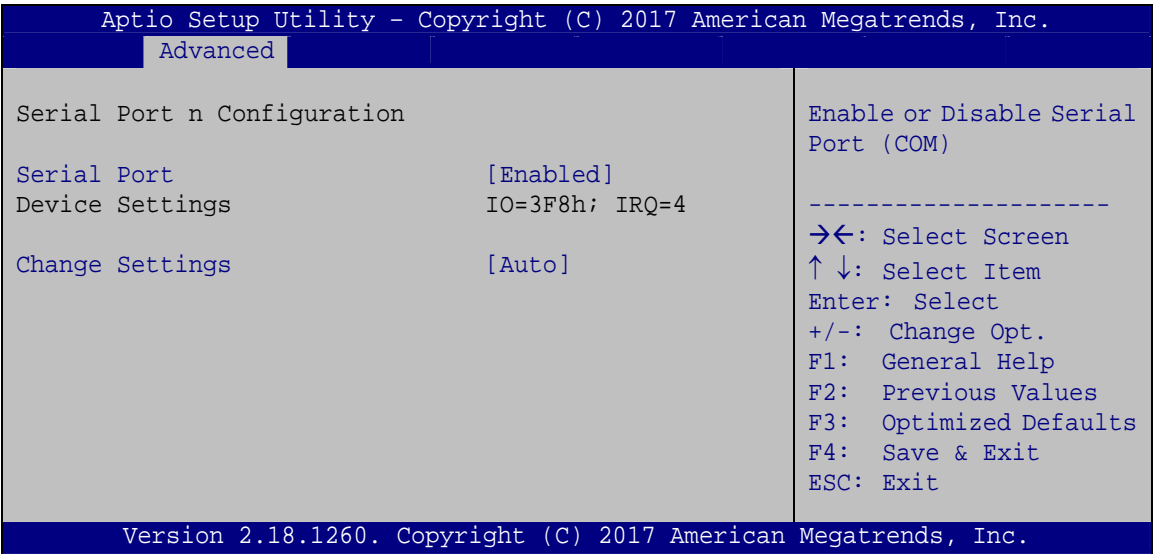 Aptio Setup Utility – Copyright (C) 2017 American Megatrends, Inc.
Advanced
Serial Port n Configuration
Serial Port [Enabled]
Device Settings IO=3F8h; IRQ=4
Change Settings [Auto]
Enable or Disable Serial
Port (COM)
---------------------
→←: Select Screen
↑ ↓: Select Item
Enter: Select
+/-: Change Opt.
F1: General Help
F2: Previous Values
F3: Optimized Defaults
F4: Save & Exit
ESC: Exit
Version 2.18.1260. Copyright (C) 2017 American Megatrends, Inc.